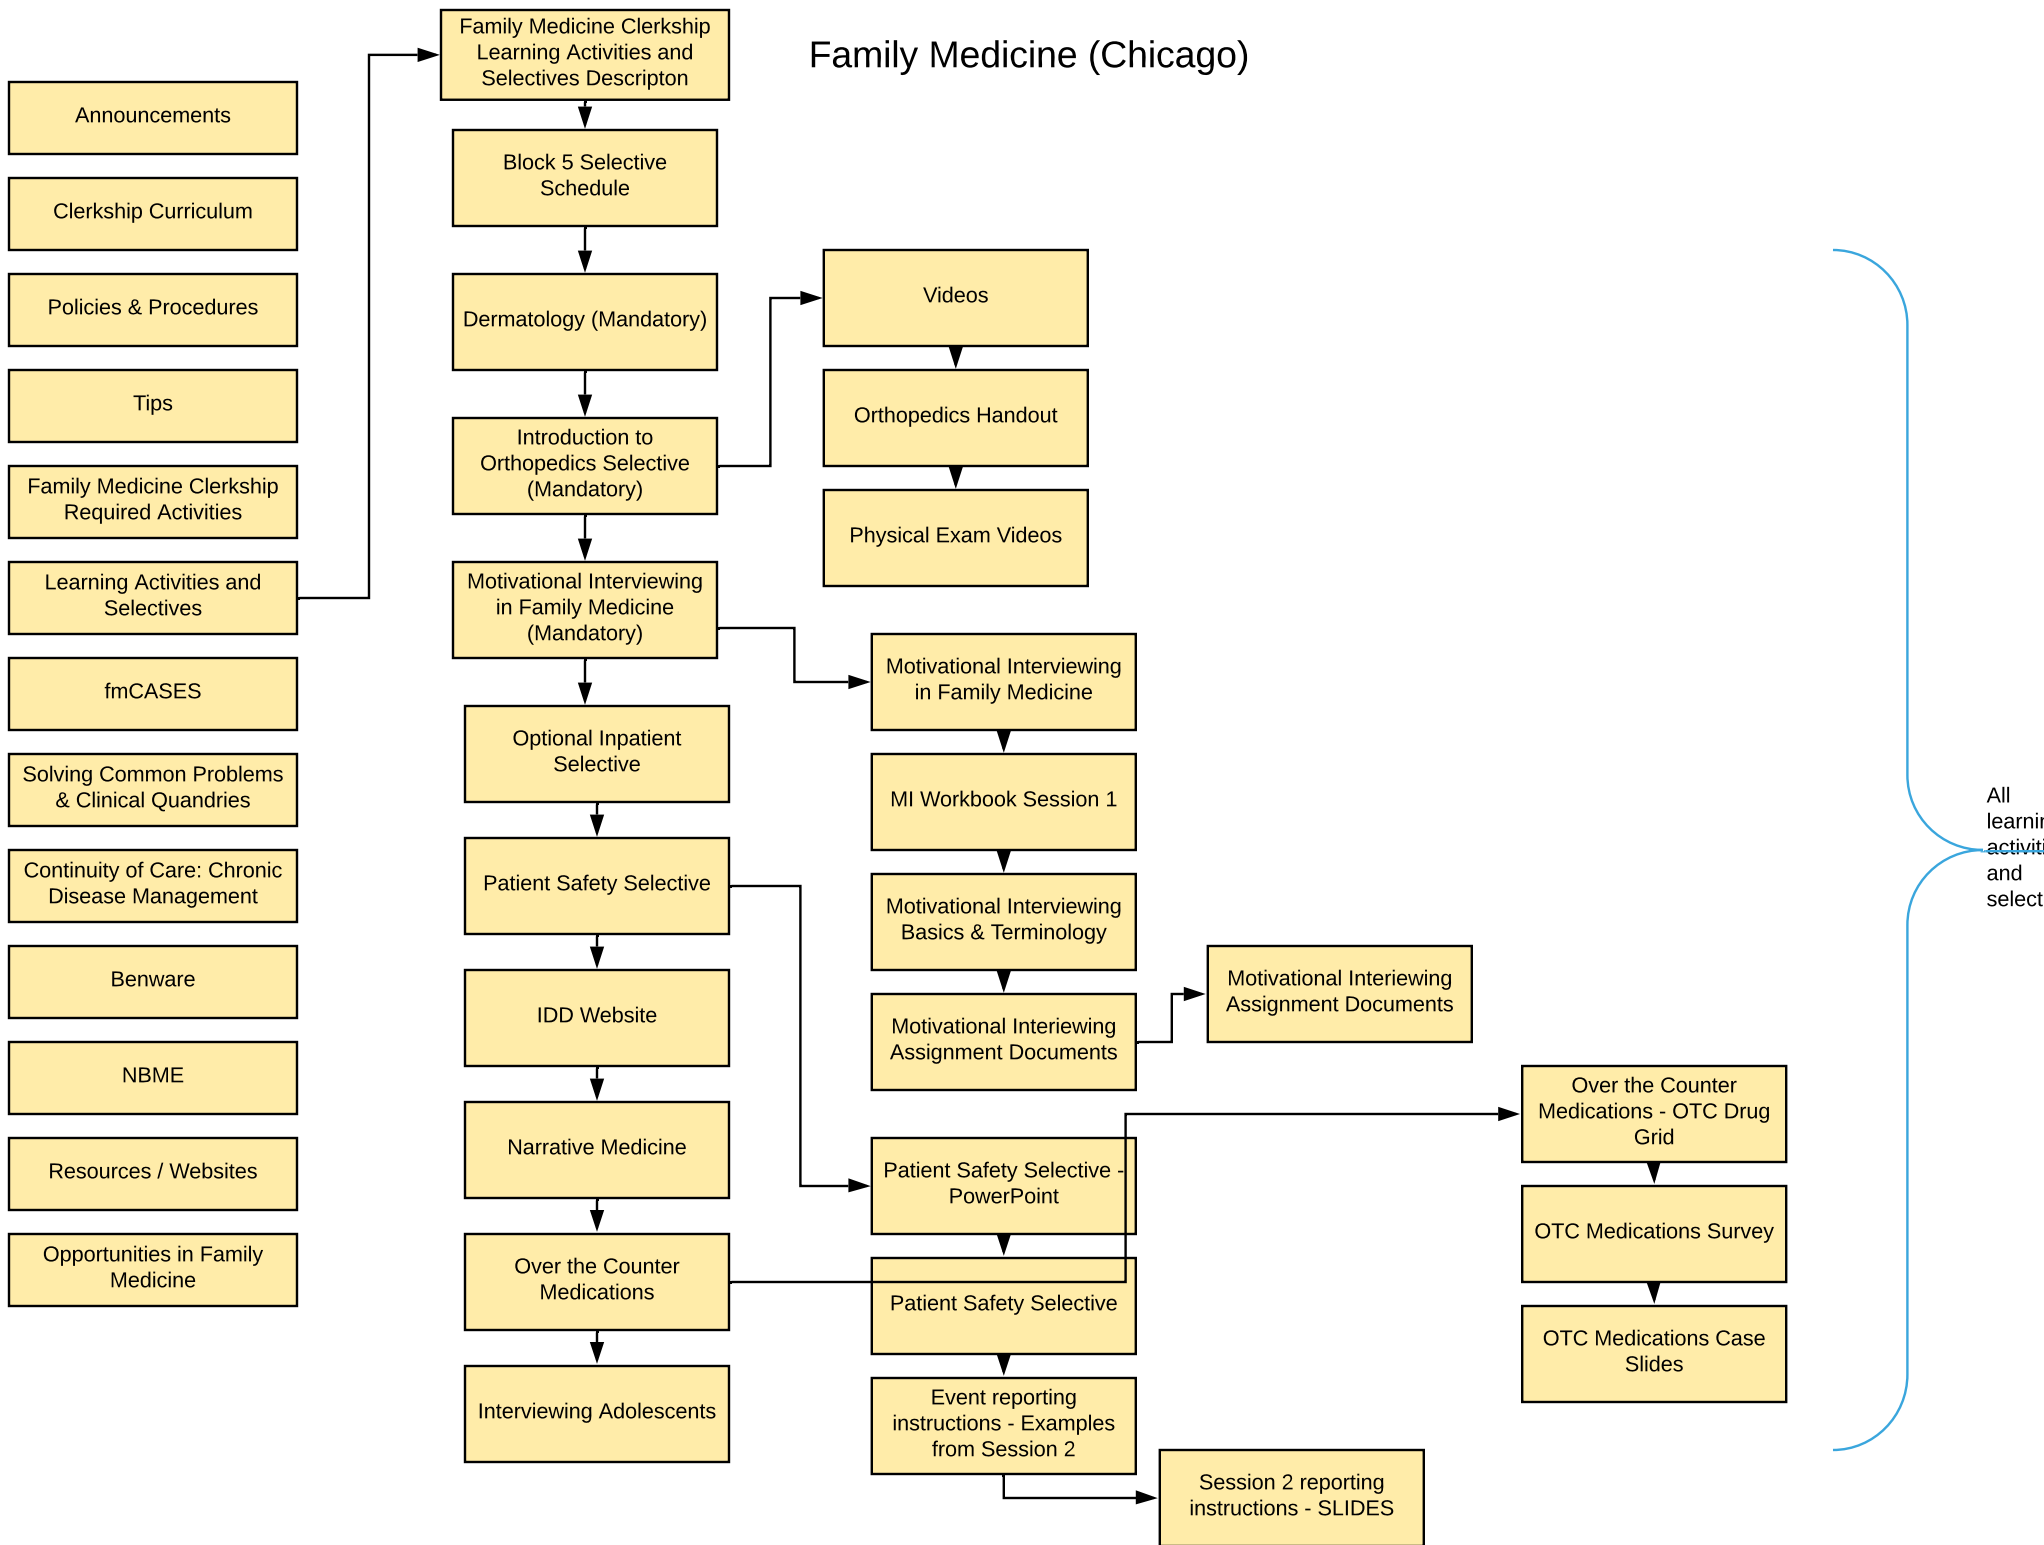 Family Medicine (Chicago)
Announcements
Clerkship Curriculum
Policies & Procedures
Tips
Family Medicine Clerkship
Required Activities
Learning Activities and
Selectives
fmCASES
Solving Common Problems
& Clinical Quandries
Continuity of Care: Chronic
Disease Management
Benware
NBME
Resources / Websites
Opportunities in Family
Medicine
Family Medicine Clerkship
Learning Activities and
Selectives Descripton
Block 5 Selective
Schedule
Dermatology (Mandatory)
Introduction to
Orthopedics Selective
(Mandatory)
Motivational Interviewing
in Family Medicine
(Mandatory)
Optional Inpatient
Selective
Patient Safety Selective
IDD Website
Narrative Medicine
Over the Counter
Medications
Interviewing Adolescents
Videos
Orthopedics Handout
Physical Exam Videos
Motivational Interviewing
in Family Medicine
MI Workbook Session 1
Motivational Interviewing
Basics & Terminology
Motivational Interiewing
Assignment Documents
Motivational Interiewing
Assignment Documents
Patient Safety Selective -
PowerPoint
Patient Safety Selective
Event reporting
instructions - Examples
from Session 2
Session 2 reporting
instructions - SLIDES
Over the Counter
Medications - OTC Drug
Grid
OTC Medications Survey
OTC Medications Case
Slides
All
and